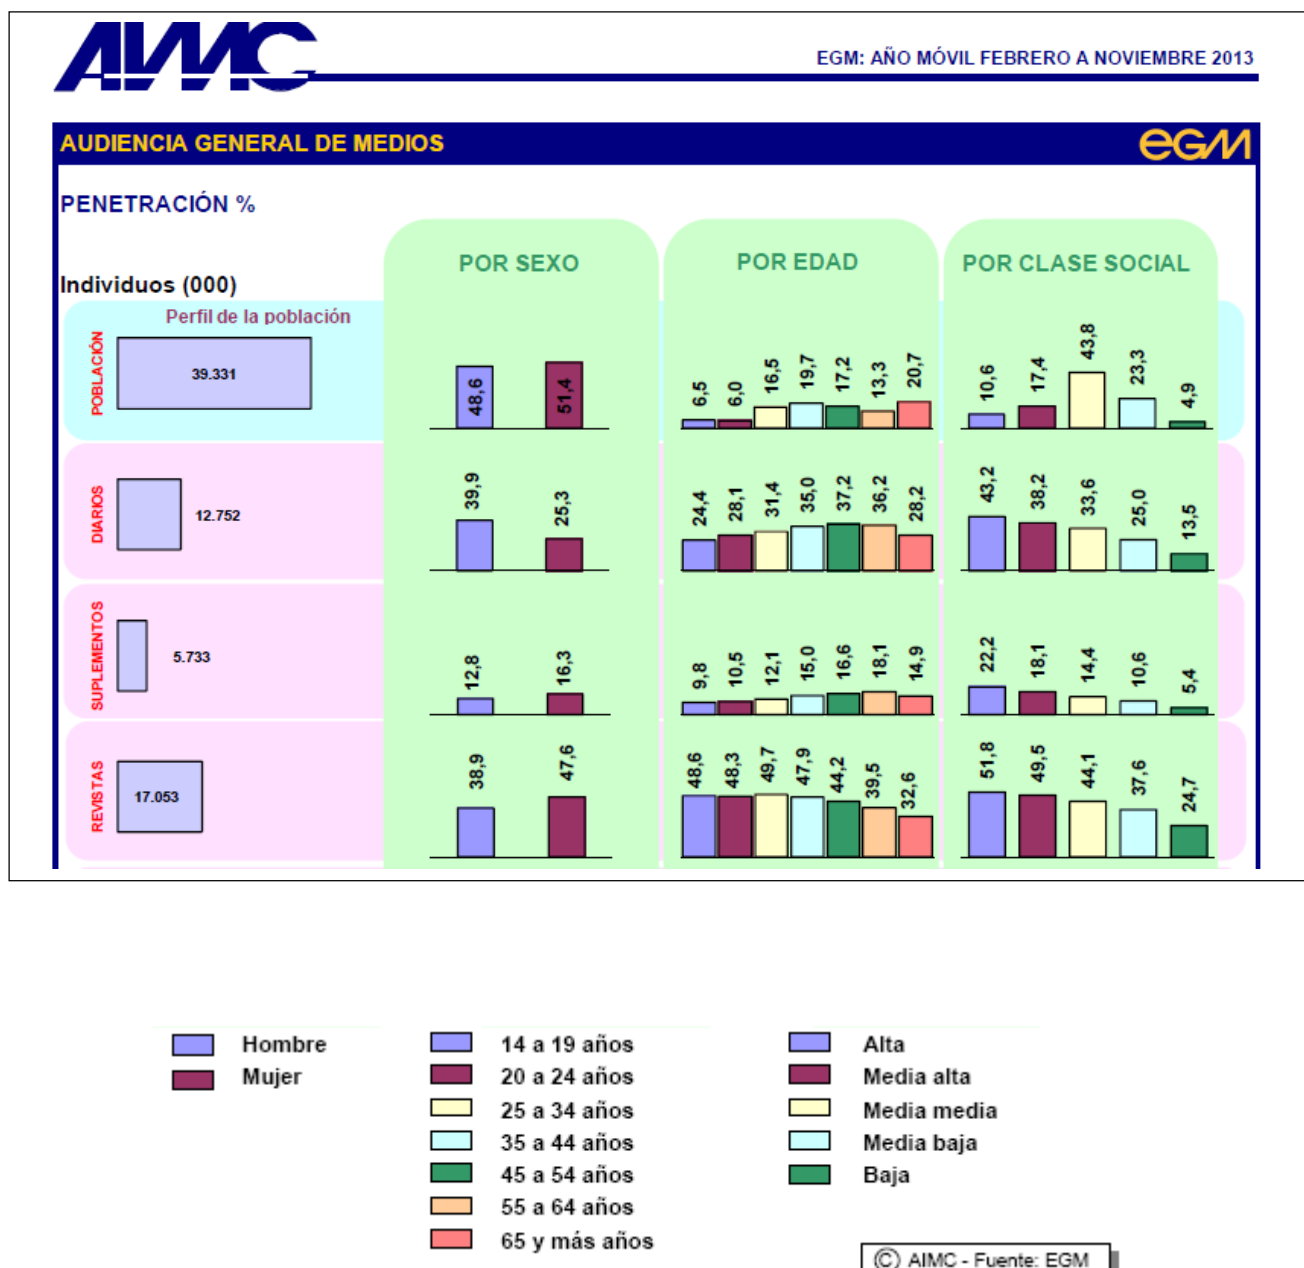 AIMC
EGM: AÑO MÓVIL FEBRERO A NOVIEMBRE 2013
AUDIENCIA GENERAL DE MEDIOS
eGM
PENETRACIÓN %
POR SEXO
POR EDAD
POR CLASE SOCIAL
Individuos (000)
Perfil de la población
POBLACIÓN
39.331
48,6
51,4
6,5
6,0
16,5
19,7
17,2
13,3
20,7
10,6
17,4
43,8
23,3
4,9
DIARIOS
12.752
39,9
25,3
24,4
28,1
31,4
35,0
37,2
36,2
28,2
43,2
38,2
33,6
25,0
13,5
SUPLEMENTOS
5.733
12,8
16,3
9,8
10,5
12,1
15,0
16,6
18,1
14,9
22,2
18,1
14,4
10,6
5,4
REVISTAS
17.053
38,9
47,6
48,6
48,3
49,7
47,9
44,2
39,5
32,6
51,8
49,5
44,1
37,6
24,7
Hombre
Mujer
14 a 19 años
20 a 24 años
25 a 34 años
35 a 44 años
45 a 54 años
55 a 64 años
65 y más años
Alta
Media alta
Media media
Media baja
Baja
© AIMC - Fuente: EGM